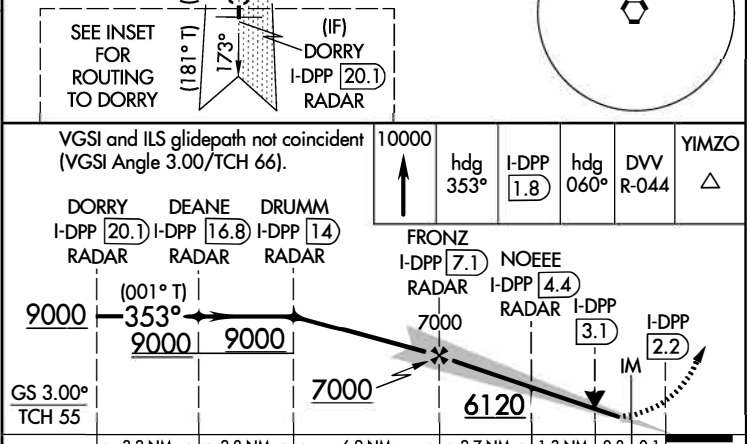 SEE INSET
FOR
ROUTING
TO DORRY
(181° T)
173°
(IF)
DORRY
I-DPP 20.1
RADAR
VGSI and ILS glidepath not coincident
(VGSI Angle 3.00/TCH 66).
10000
hdg
353°
I-DPP
1.8
hdg
060°
DVV
R-044
YIMZO
DORRY
I-DPP 20.1
RADAR
DEANE
I-DPP 16.8
RADAR
DRUMM
I-DPP 14
RADAR
FRONZ
I-DPP 7.1
RADAR
NOEEE
I-DPP 4.4
RADAR
I-DPP
3.1
I-DPP
2.2
IM
9000
(001° T)
353°
9000
9000
7000
7000
6120
GS 3.00°
TCH 55